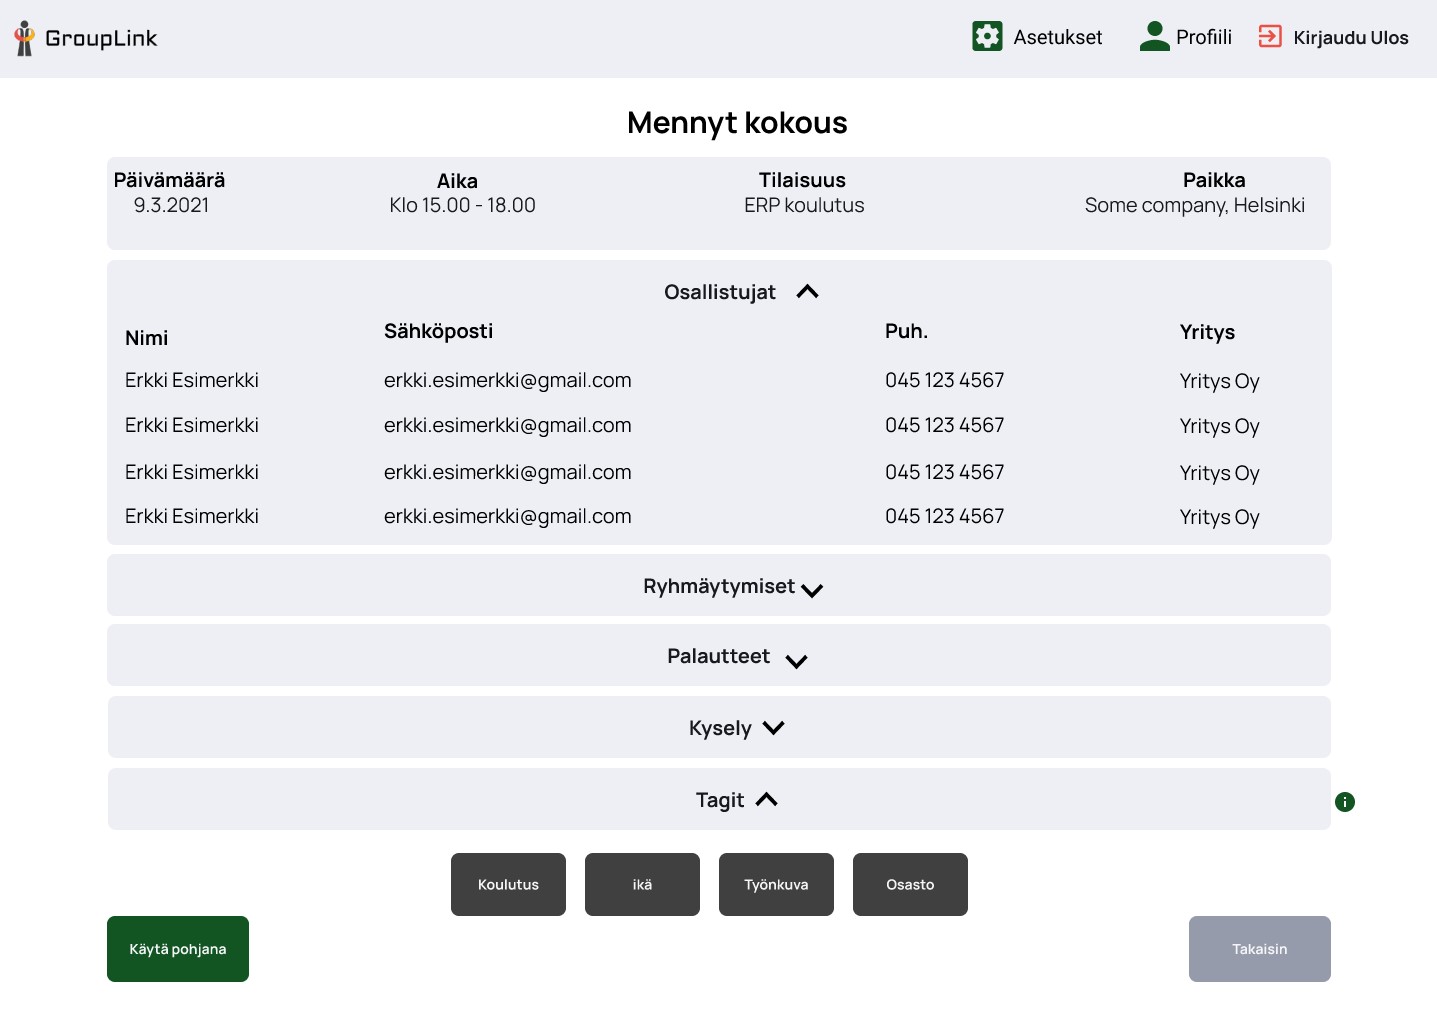 GroupLink
Asetukset
Profiili
Kirjaudu Ulos
Mennyt kokous
Päivämäärä Aika Tilaisuus Paikka
9.3.2021 Klo 15.00 - 18.00 ERP koulutus Some company, Helsinki
Osallistujat
Nimi Sähköposti Puh. Yritys
Erkki Esimerkki erkki.esimerkki@gmail.com 045 123 4567 Yritys Oy
Erkki Esimerkki erkki.esimerkki@gmail.com 045 123 4567 Yritys Oy
Erkki Esimerkki erkki.esimerkki@gmail.com 045 123 4567 Yritys Oy
Erkki Esimerkki erkki.esimerkki@gmail.com 045 123 4567 Yritys Oy
Ryhmäytymiset
Palautteet
Kysely
Tagit
Koulutus ikä Työnkuva Osasto
Käytä pohjana Takaisin